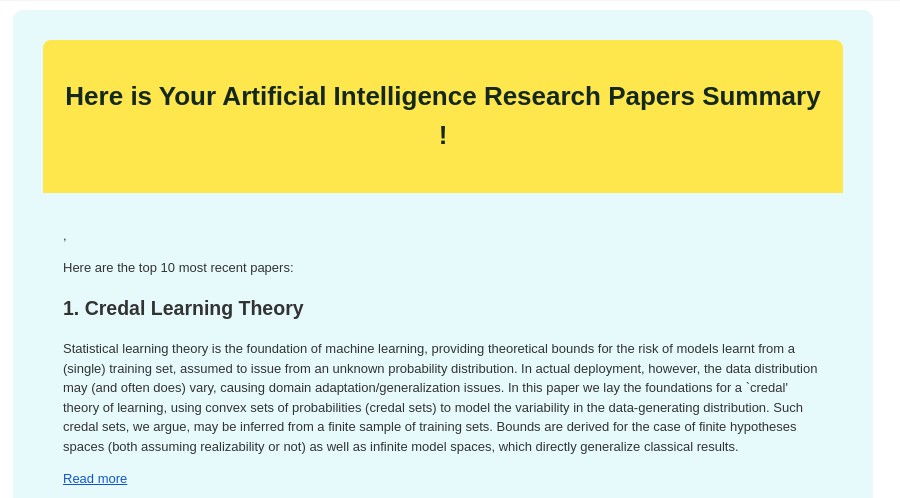 Here is Your Artificial Intelligence Research Papers Summary
!
,
Here are the top 10 most recent papers:
1. Credal Learning Theory
Statistical learning theory is the foundation of machine learning, providing theoretical bounds for the risk of models learnt from a
(single) training set, assumed to issue from an unknown probability distribution. In actual deployment, however, the data distribution
may (and often does) vary, causing domain adaptation/generalization issues. In this paper we lay the foundations for a `credal'
theory of learning, using convex sets of probabilities (credal sets) to model the variability in the data-generating distribution. Such
credal sets, we argue, may be inferred from a finite sample of training sets. Bounds are derived for the case of finite hypotheses
spaces (both assuming realizability or not) as well as infinite model spaces, which directly generalize classical results.
Read more